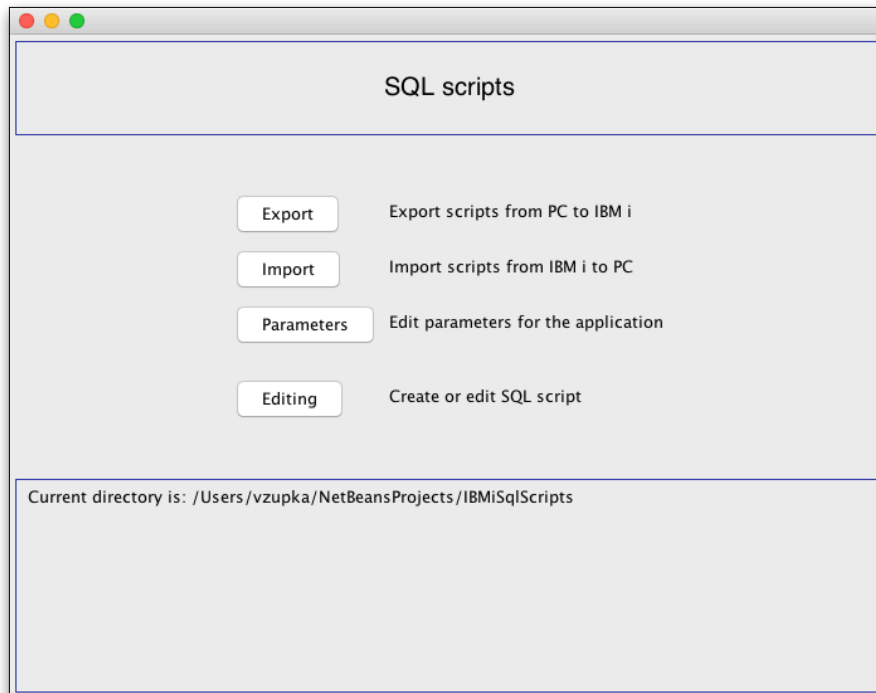 SQL scripts
Export Export scripts from PC to IBM i
Import Import scripts from IBM i to PC
Parameters Edit parameters for the application
Editing Create or edit SQL script
Current directory is: /Users/vzupka/NetBeansProjects/IBMiSqlScripts